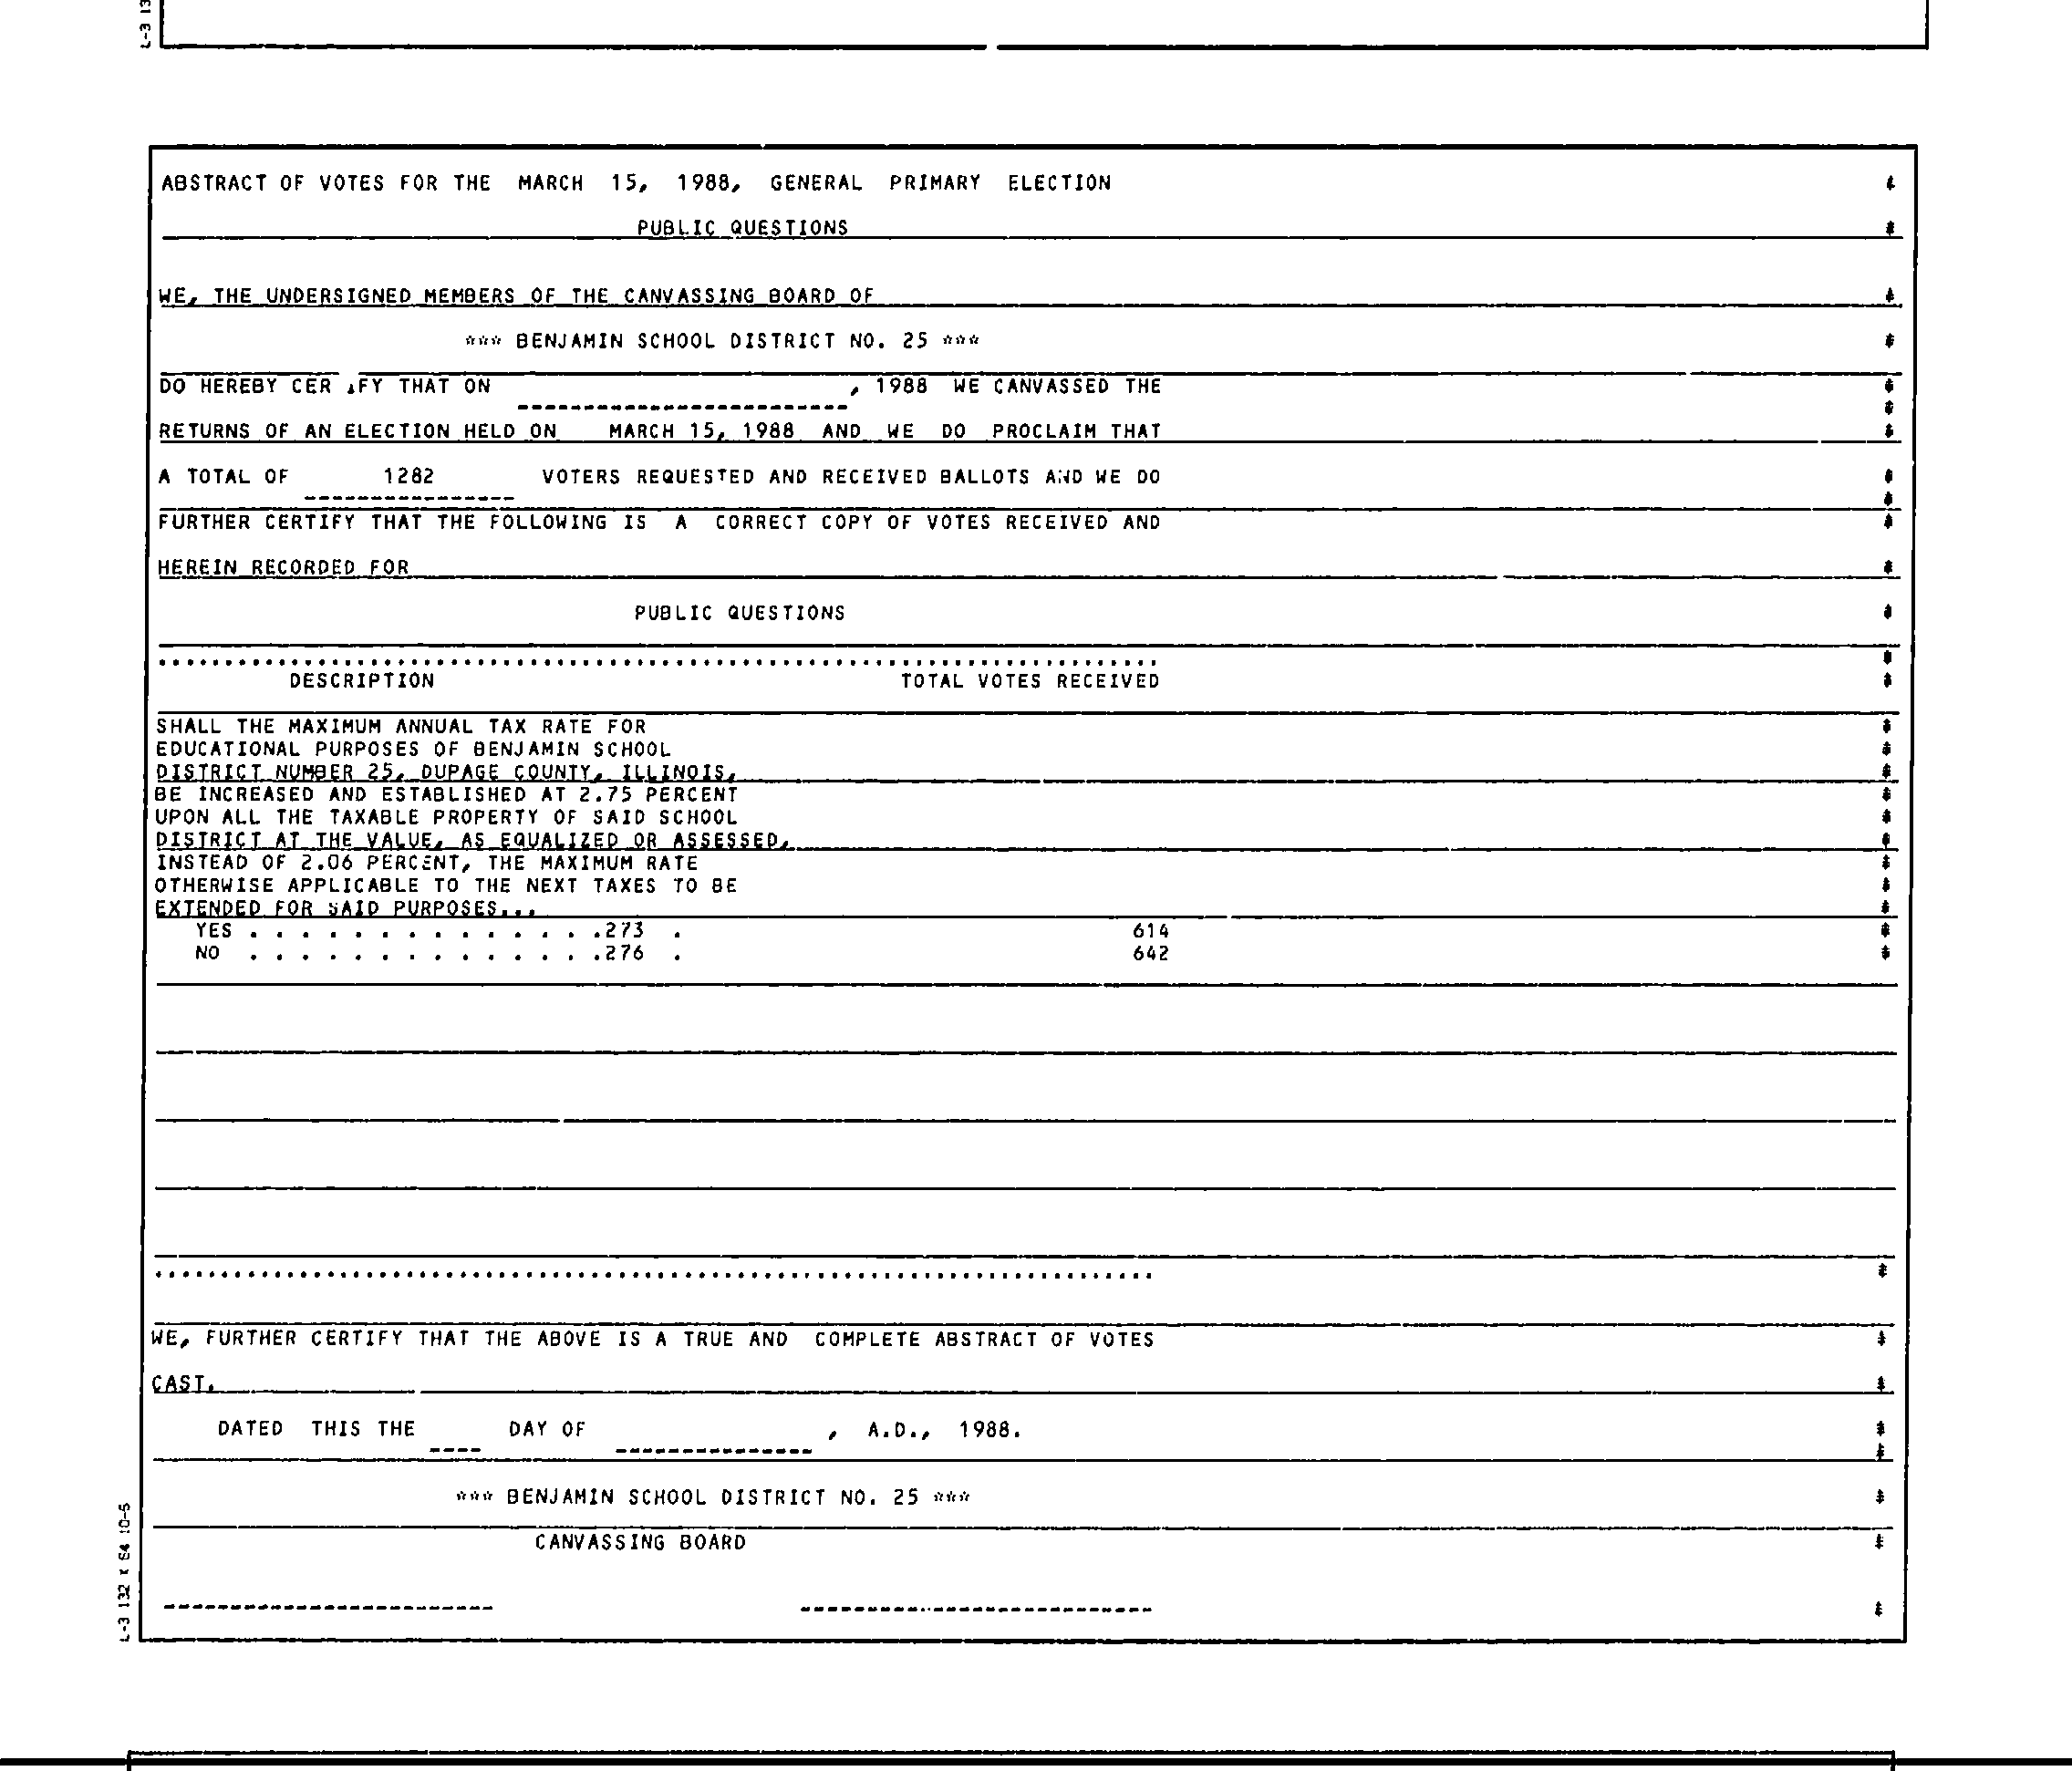 L-3 13
ABSTRACT OF VOTES FOR THE MARCH 15, 1988, GENERAL PRIMARY ELECTION
PUBLIC QUESTIONS
WE, THE UNDERSIGNED MEMBERS OF THE CANVASSING BOARD OF
*** BENJAMIN SCHOOL DISTRICT NO. 25 ***
DO HEREBY CER FY THAT ON ________________________, 1988 WE CANVASSED THE
RETURNS OF AN ELECTION HELD ON MARCH 15, 1988 AND WE DO PROCLAIM THAT
A TOTAL OF 1282 VOTERS REQUESTED AND RECEIVED BALLOTS AND WE DO
FURTHER CERTIFY THAT THE FOLLOWING IS A CORRECT COPY OF VOTES RECEIVED AND
HEREIN RECORDED FOR
PUBLIC QUESTIONS
DESCRIPTION TOTAL VOTES RECEIVED
SHALL THE MAXIMUM ANNUAL TAX RATE FOR
EDUCATIONAL PURPOSES OF BENJAMIN SCHOOL
DISTRICT NUMBER 25, DUPAGE COUNTY, ILLINOIS,
BE INCREASED AND ESTABLISHED AT 2.75 PERCENT
UPON ALL THE TAXABLE PROPERTY OF SAID SCHOOL
DISTRICT AT THE VALUE, AS EQUALIZED OR ASSESSED,
INSTEAD OF 2.06 PERCENT, THE MAXIMUM RATE
OTHERWISE APPLICABLE TO THE NEXT TAXES TO BE
EXTENDED FOR SAID PURPOSES...
YES . . . . . . . . . . . . . .273 . 614
NO . . . . . . . . . . . . . .276 . 642
WE, FURTHER CERTIFY THAT THE ABOVE IS A TRUE AND COMPLETE ABSTRACT OF VOTES
CAST.
DATED THIS THE ____ DAY OF _______________, A.D., 1988.
*** BENJAMIN SCHOOL DISTRICT NO. 25 ***
CANVASSING BOARD
L-3 132 x 64 10-5